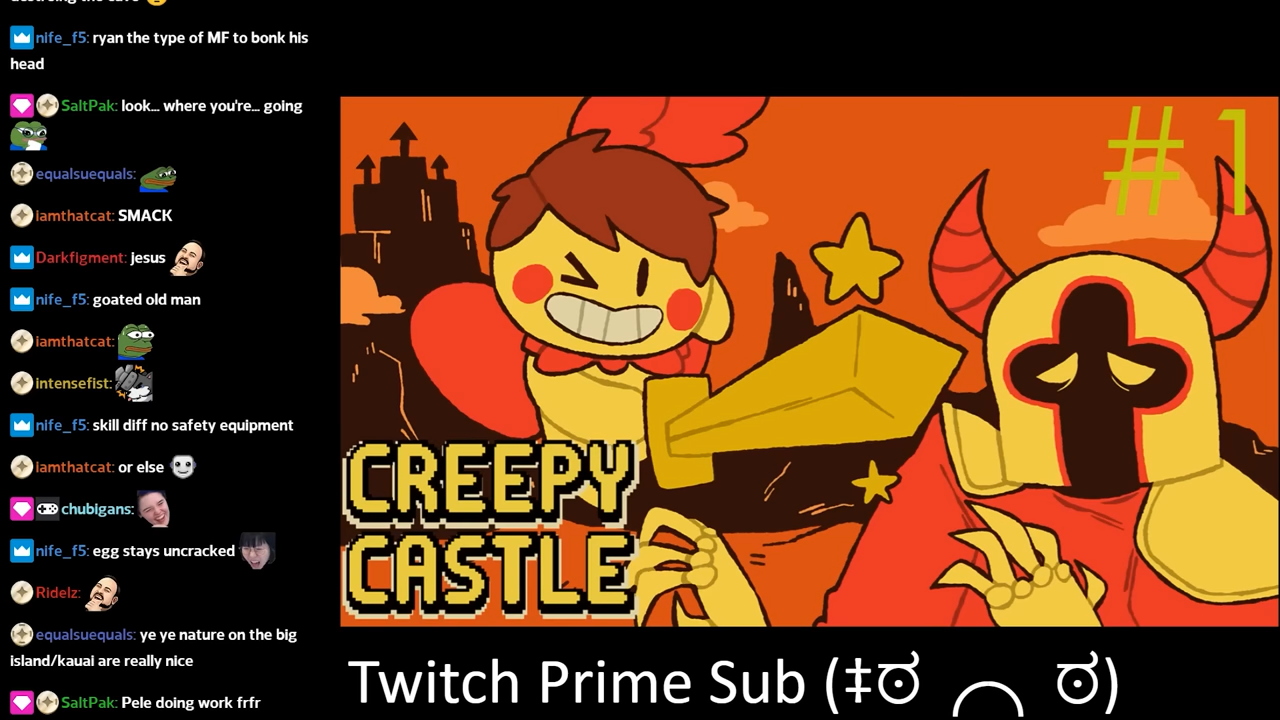 nife_f5: ryan the type of MF to bonk his
head
SaltPak: look... where you're... going
equalsuequals:
iamthatcat: SMACK
Darkfigment: jesus
nife_f5: goated old man
iamthatcat:
intensefist:
nife_f5: skill diff no safety equipment
iamthatcat: or else
chubigans:
nife_f5: egg stays uncracked
Ridelz:
equalsuequals: ye ye nature on the big
island/kauai are really nice
SaltPak: Pele doing work frfr
#1
CREEPY
CASTLE
Twitch Prime Sub (‡ಠ ⁔ ಠ)